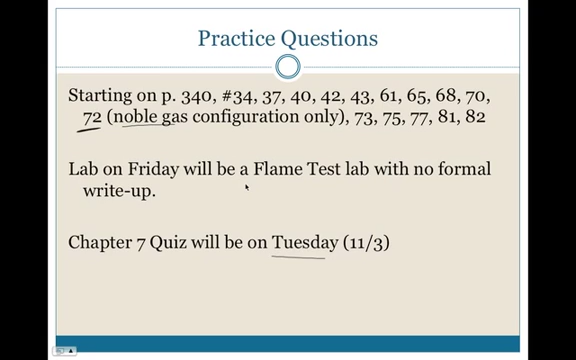 Practice Questions
Starting on p. 340, #34, 37, 40, 42, 43, 61, 65, 68, 70,
72 (noble gas configuration only), 73, 75, 77, 81, 82
Lab on Friday will be a Flame Test lab with no formal
write-up.
Chapter 7 Quiz will be on Tuesday (11/3)